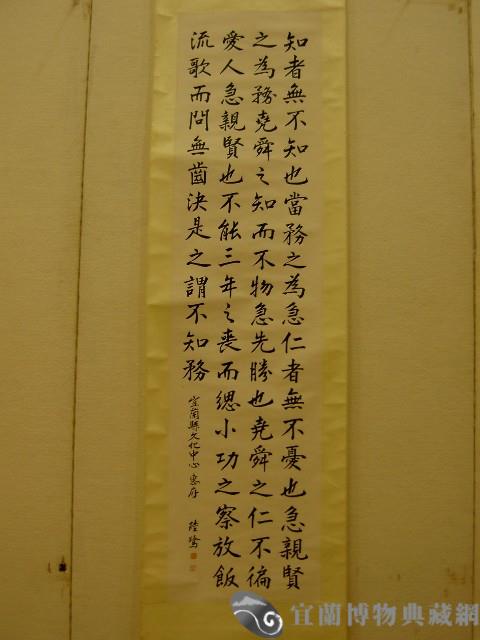 知者無不知也當務之為急仁者無不憂也急親賢
之為務堯舜之知而不物急先勝也堯舜之仁不徧
愛人急親賢也不能三年之喪而緦小功之察放飯
流歌而問無齒決是之謂不知務
宜蘭縣文化中心惠存
宜蘭博物典藏網